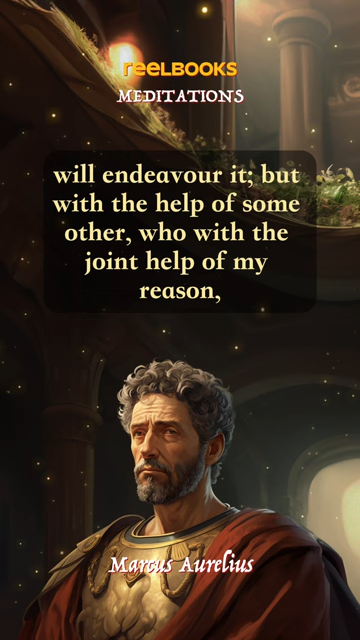 reelBOOKS
MEDITATIONS
will endeavour it; but
with the help of some
other, who with the
joint help of my
reason,
Marcus Aurelius